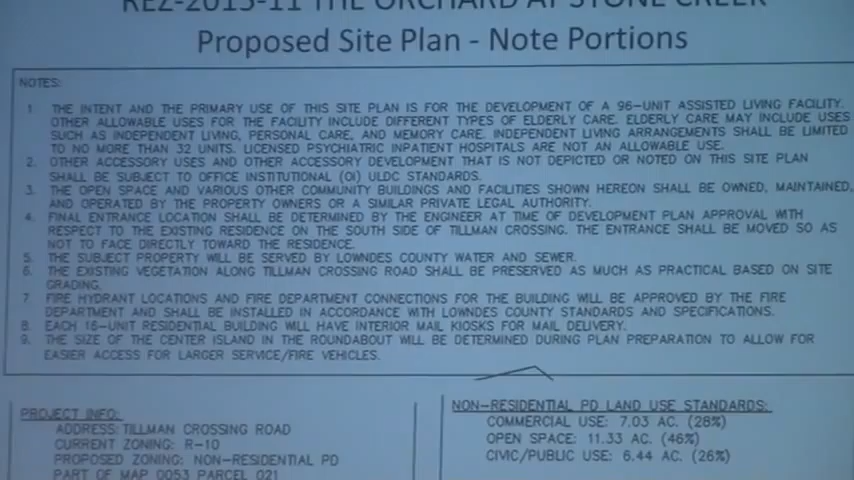 REZ-2015-11 THE ORCHARD AT STONE CREEK
Proposed Site Plan - Note Portions
NOTES:
1. THE INTENT AND THE PRIMARY USE OF THIS SITE PLAN IS FOR THE DEVELOPMENT OF A 96-UNIT ASSISTED LIVING FACILITY.
OTHER ALLOWABLE USES FOR THE FACILITY INCLUDE DIFFERENT TYPES OF ELDERLY CARE. ELDERLY CARE MAY INCLUDE USES
SUCH AS INDEPENDENT LIVING, PERSONAL CARE, AND MEMORY CARE. INDEPENDENT LIVING ARRANGEMENTS SHALL BE LIMITED
TO NO MORE THAN 32 UNITS. LICENSED PSYCHIATRIC INPATIENT HOSPITALS ARE NOT AN ALLOWABLE USE.
2. OTHER ACCESSORY USES AND OTHER ACCESSORY DEVELOPMENT THAT IS NOT DEPICTED OR NOTED ON THIS SITE PLAN
SHALL BE SUBJECT TO OFFICE INSTITUTIONAL (OI) ULDC STANDARDS.
3. THE OPEN SPACE AND VARIOUS OTHER COMMUNITY BUILDINGS AND FACILITIES SHOWN HEREON SHALL BE OWNED, MAINTAINED,
AND OPERATED BY THE PROPERTY OWNERS OR A SIMILAR PRIVATE LEGAL AUTHORITY.
4. FINAL ENTRANCE LOCATION SHALL BE DETERMINED BY THE ENGINEER AT TIME OF DEVELOPMENT PLAN APPROVAL WITH
RESPECT TO THE EXISTING RESIDENCE ON THE SOUTH SIDE OF TILLMAN CROSSING. THE ENTRANCE SHALL BE MOVED SO AS
NOT TO FACE DIRECTLY TOWARD THE RESIDENCE.
5. THE SUBJECT PROPERTY WILL BE SERVED BY LOWNDES COUNTY WATER AND SEWER.
6. THE EXISTING VEGETATION ALONG TILLMAN CROSSING ROAD SHALL BE PRESERVED AS MUCH AS PRACTICAL BASED ON SITE
GRADING.
7. FIRE HYDRANT LOCATIONS AND FIRE DEPARTMENT CONNECTIONS FOR THE BUILDING WILL BE APPROVED BY THE FIRE
DEPARTMENT AND SHALL BE INSTALLED IN ACCORDANCE WITH LOWNDES COUNTY STANDARDS AND SPECIFICATIONS.
8. EACH 16-UNIT RESIDENTIAL BUILDING WILL HAVE INTERIOR MAIL KIOSKS FOR MAIL DELIVERY.
9. THE SIZE OF THE CENTER ISLAND IN THE ROUNDABOUT WILL BE DETERMINED DURING PLAN PREPARATION TO ALLOW FOR
EASIER ACCESS FOR LARGER SERVICE/FIRE VEHICLES.
PROJECT INFO:
ADDRESS: TILLMAN CROSSING ROAD
CURRENT ZONING: R-10
PROPOSED ZONING: NON-RESIDENTIAL PD
PART OF MAP 0053 PARCEL 021
NON-RESIDENTIAL PD LAND USE STANDARDS:
COMMERCIAL USE: 7.03 AC. (28%)
OPEN SPACE: 11.33 AC. (46%)
CIVIC/PUBLIC USE: 6.44 AC. (26%)